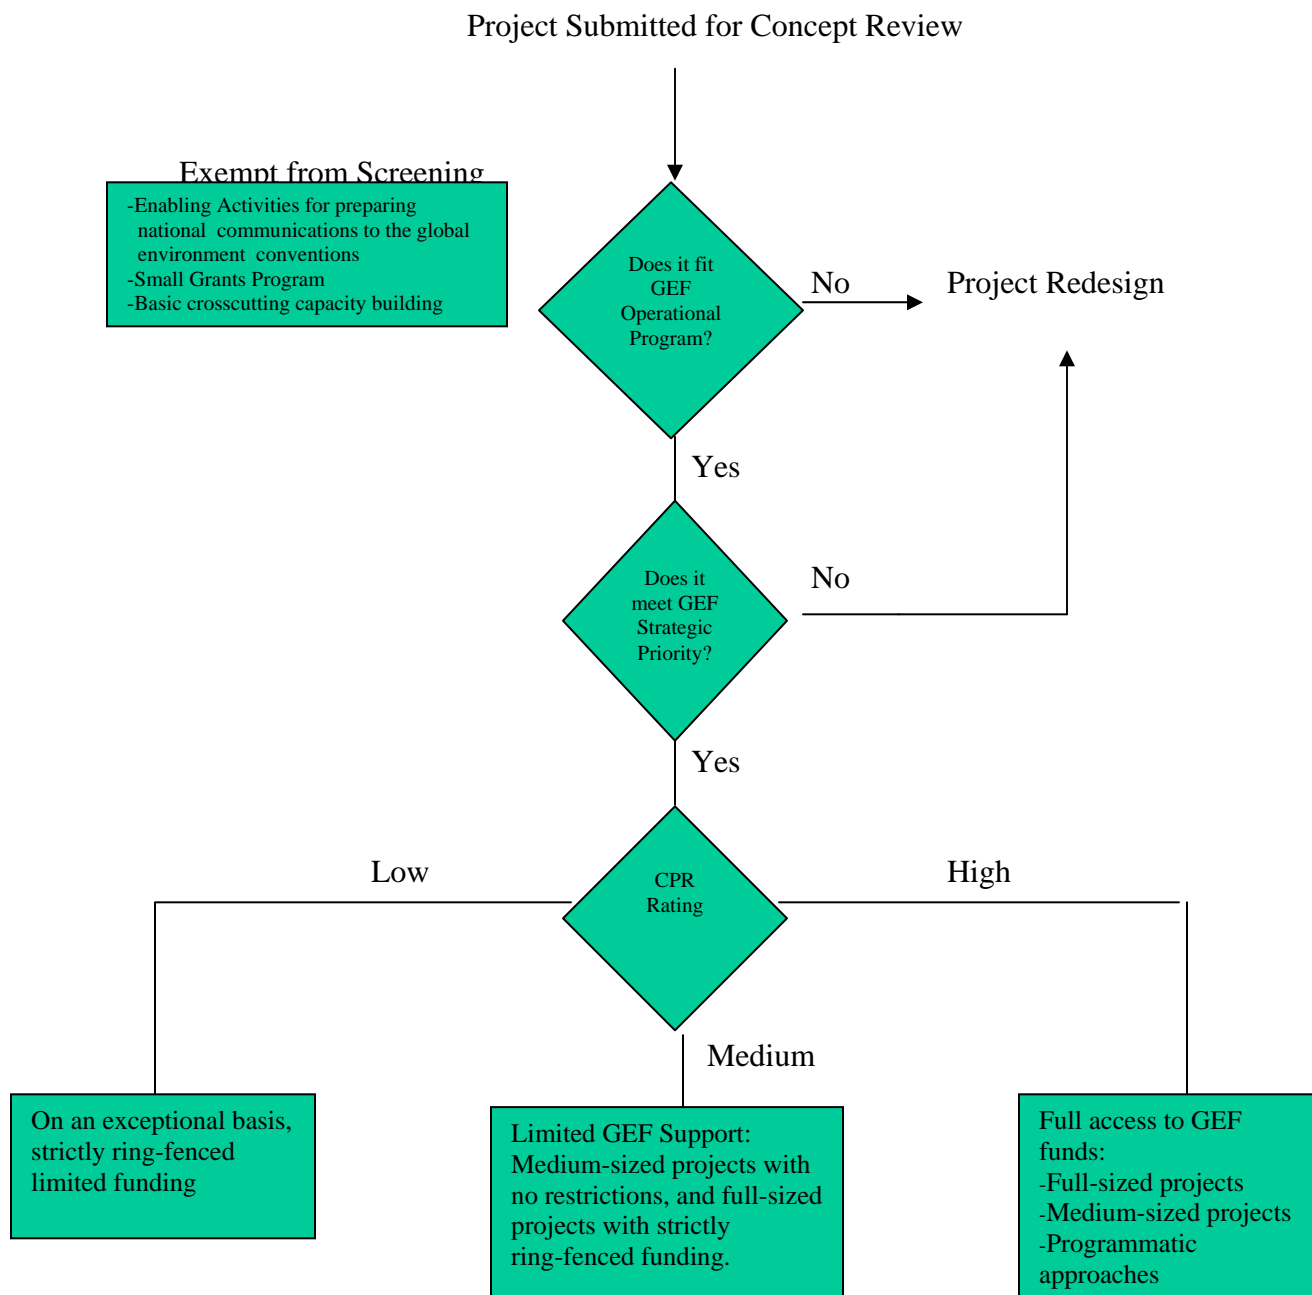 Project Submitted for Concept Review
Exempt from Screening
-Enabling Activities for preparing
national communications to the global
environment conventions
-Small Grants Program
-Basic crosscutting capacity building
Does it fit
GEF
Operational
Program?
No
Project Redesign
Yes
Does it
meet GEF
Strategic
Priority?
No
Yes
CPR
Rating
Low
High
Medium
On an exceptional basis,
strictly ring-fenced
limited funding
Limited GEF Support:
Medium-sized projects with
no restrictions, and full-sized
projects with strictly
ring-fenced funding.
Full access to GEF
funds:
-Full-sized projects
-Medium-sized projects
-Programmatic
approaches